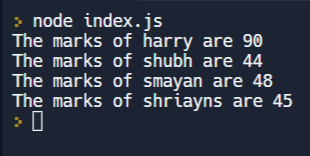 > node index.js
The marks of harry are 90
The marks of shubh are 44
The marks of smayan are 48
The marks of shriayns are 45
>